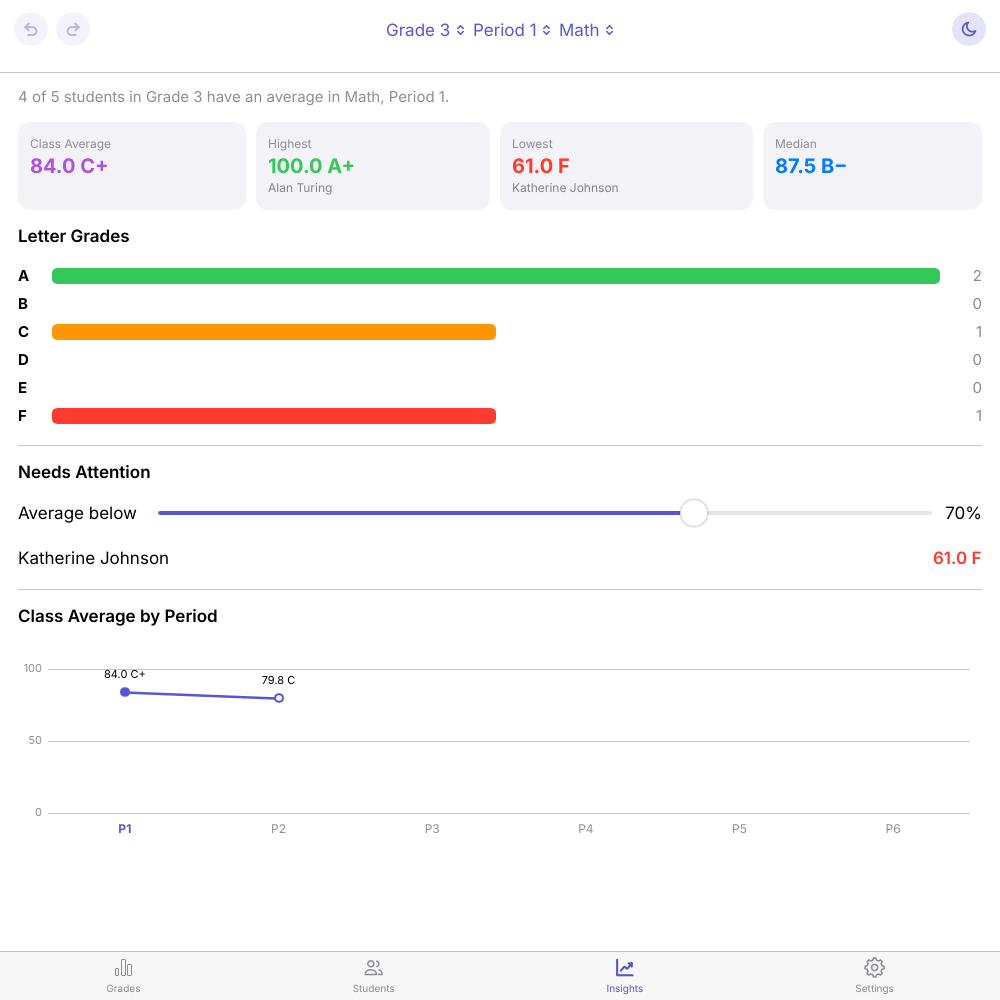 Grade 3 Period 1 Math
4 of 5 students in Grade 3 have an average in Math, Period 1.
Class Average
84.0 C+
Highest
100.0 A+
Alan Turing
Lowest
61.0 F
Katherine Johnson
Median
87.5 B−
Letter Grades
A 2
B 0
C 1
D 0
E 0
F 1
Needs Attention
Average below 70%
Katherine Johnson 61.0 F
Class Average by Period
100
84.0 C+
79.8 C
50
0
P1 P2 P3 P4 P5 P6
Grades Students Insights Settings